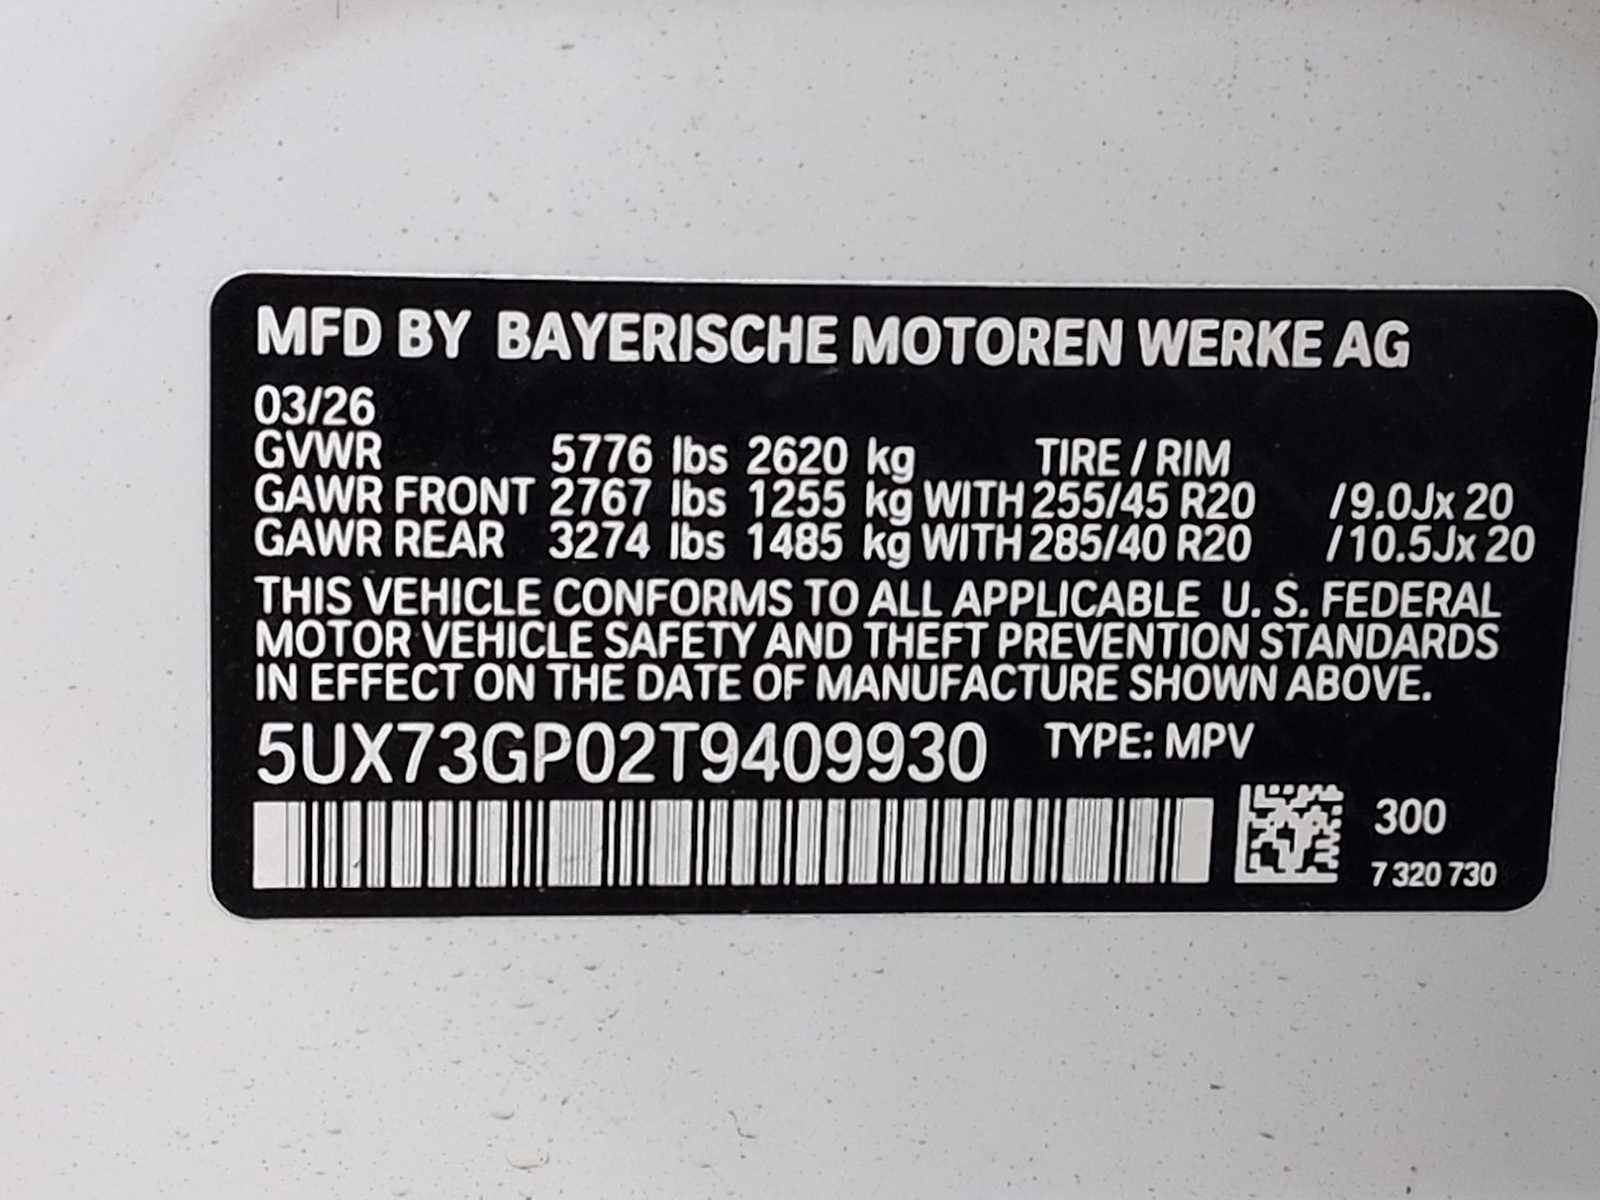 MFD BY BAYERISCHE MOTOREN WERKE AG
03/26
GVWR 5776 lbs 2620 kg TIRE / RIM
GAWR FRONT 2767 lbs 1255 kg WITH 255/45 R20 /9.0Jx 20
GAWR REAR 3274 lbs 1485 kg WITH 285/40 R20 /10.5Jx 20
THIS VEHICLE CONFORMS TO ALL APPLICABLE U. S. FEDERAL
MOTOR VEHICLE SAFETY AND THEFT PREVENTION STANDARDS
IN EFFECT ON THE DATE OF MANUFACTURE SHOWN ABOVE.
5UX73GP02T9409930 TYPE: MPV
300
7 320 730